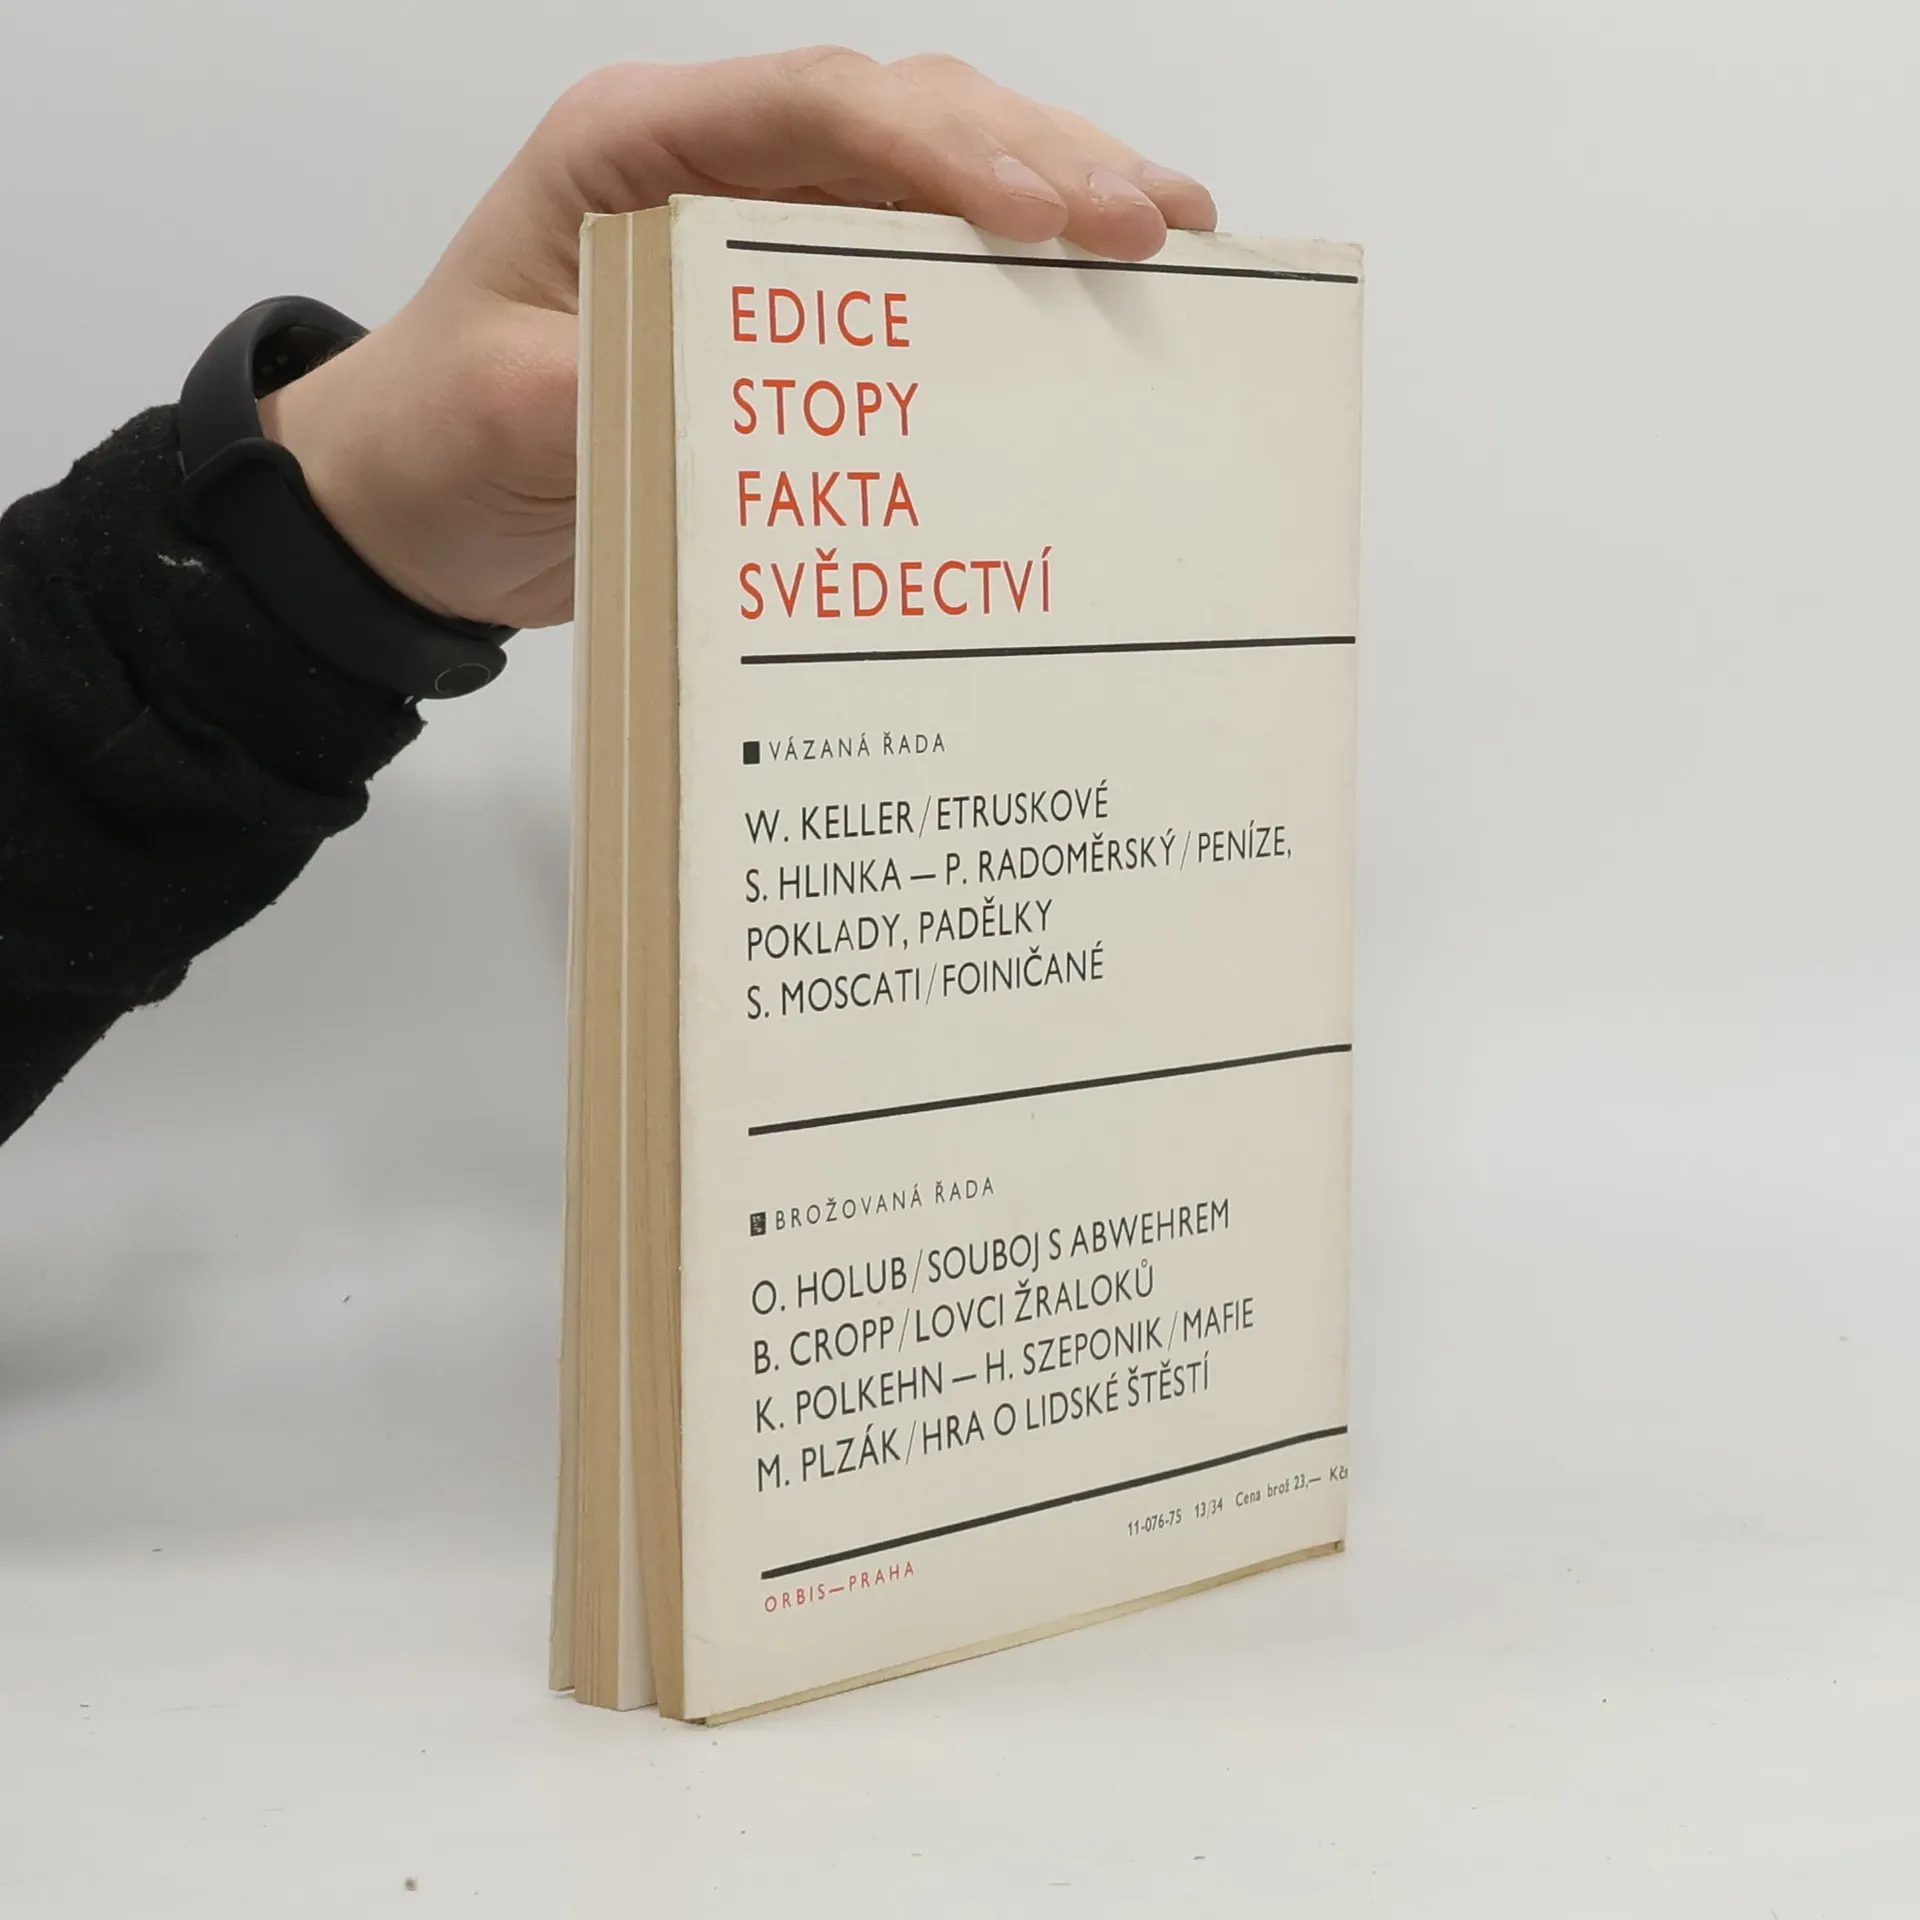 EDICE
STOPY
FAKTA
SVĚDECTVÍ
VÁZANÁ ŘADA
W. KELLER/ETRUSKOVÉ
S. HLINKA — P. RADOMĚRSKÝ/PENÍZE,
POKLADY, PADĚLKY
S. MOSCATI/FOINIČANÉ
BROŽOVANÁ ŘADA
O. HOLUB/SOUBOJ S ABWEHREM
B. CROPP/LOVCI ŽRALOKŮ
K. POLKEHN — H. SZEPONIK/MAFIE
M. PLZÁK/HRA O LIDSKÉ ŠTĚSTÍ
11-076-75 13/34 Cena brož 23,— Kčs
ORBIS—PRAHA